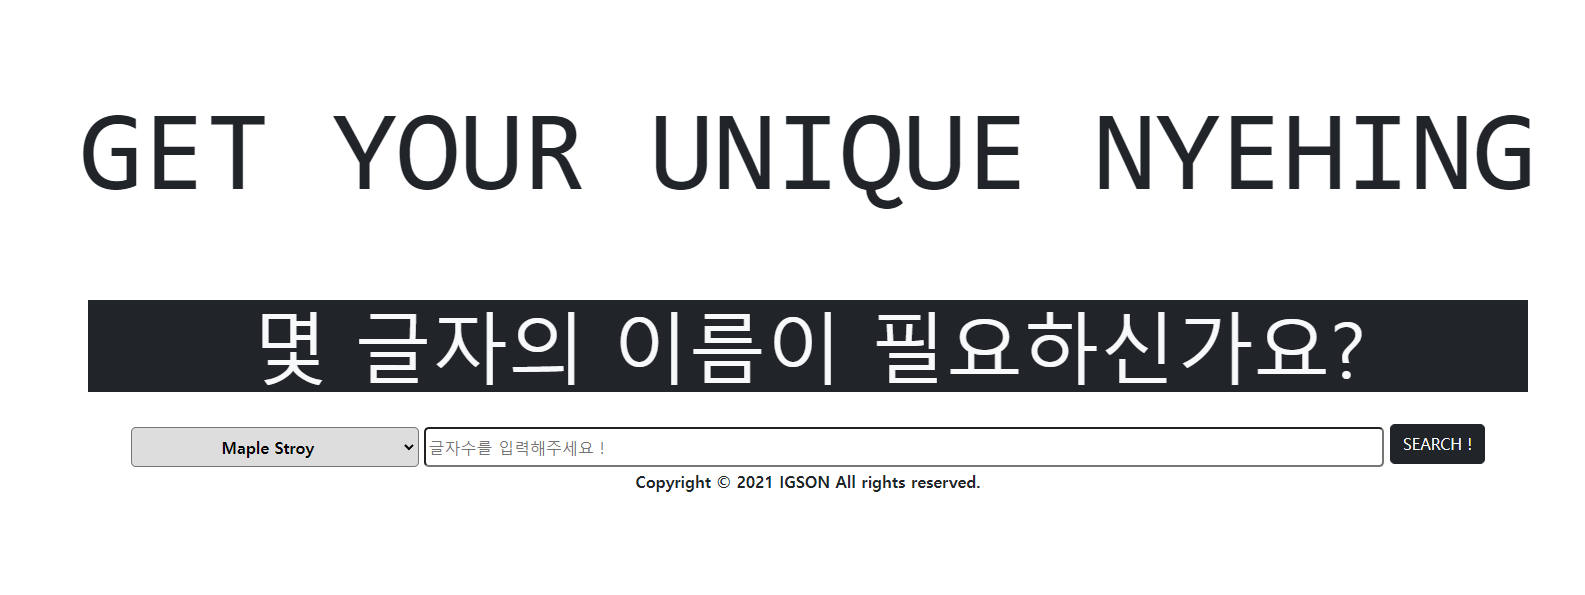 GET YOUR UNIQUE NYEHING
몇 글자의 이름이 필요하신가요?
Maple Stroy 글자수를 입력해주세요 ! SEARCH !
Copyright © 2021 IGSON All rights reserved.